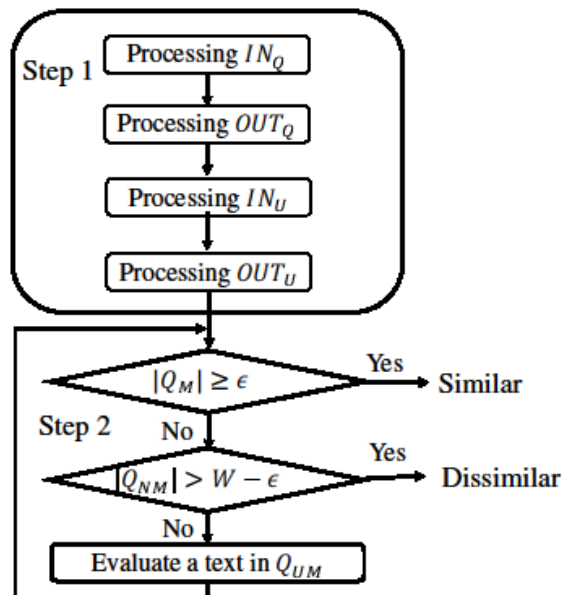 Step 1
Processing IN_Q
Processing OUT_Q
Processing IN_U
Processing OUT_U
|Q_M| ≥ ϵ
Yes
Similar
Step 2
No
|Q_NM| > W − ϵ
Yes
Dissimilar
No
Evaluate a text in Q_UM